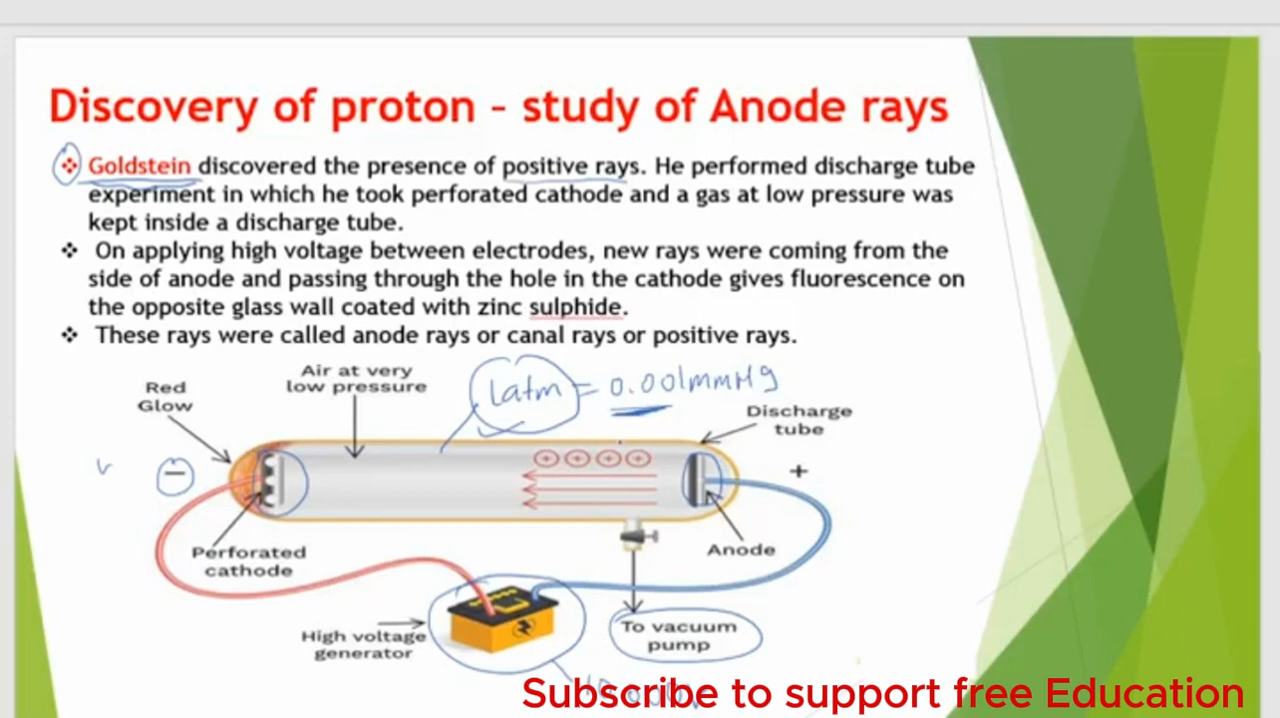 Discovery of proton – study of Anode rays
❖ Goldstein discovered the presence of positive rays. He performed discharge tube
experiment in which he took perforated cathode and a gas at low pressure was
kept inside a discharge tube.
❖ On applying high voltage between electrodes, new rays were coming from the
side of anode and passing through the hole in the cathode gives fluorescence on
the opposite glass wall coated with zinc sulphide.
❖ These rays were called anode rays or canal rays or positive rays.
Air at very
low pressure
1atm = 0.001mmHg
Red
Glow
Discharge
tube
+ + + +
−
+
Perforated
cathode
Anode
High voltage
generator
To vacuum
pump
Subscribe to support free Education